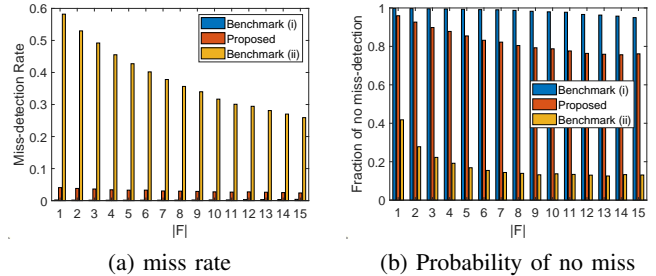 0.6
0.5
0.4
0.3
0.2
0.1
0
Miss-detection Rate
Benchmark (i)
Proposed
Benchmark (ii)
1 2 3 4 5 6 7 8 9 10 11 12 13 14 15
|F|
(a) miss rate
1
0.8
0.6
0.4
0.2
0
Fraction of no miss-detection
Benchmark (i)
Proposed
Benchmark (ii)
1 2 3 4 5 6 7 8 9 10 11 12 13 14 15
|F|
(b) Probability of no miss